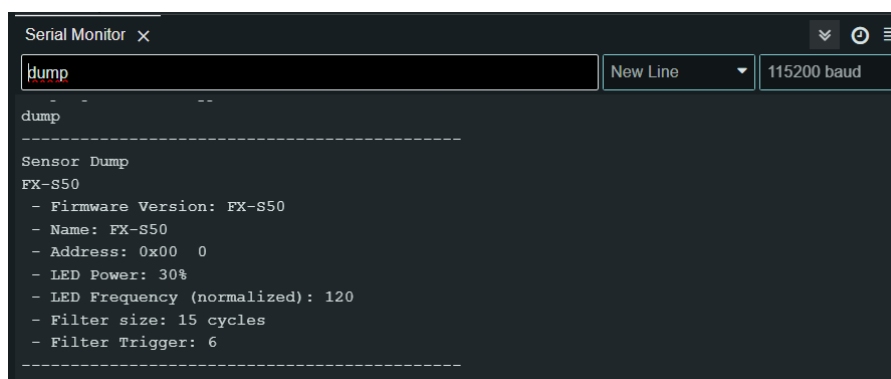 Serial Monitor
dump
New Line
115200 baud
dump
---------------------------------------------
Sensor Dump
FX-S50
- Firmware Version: FX-S50
- Name: FX-S50
- Address: 0x00  0
- LED Power: 30%
- LED Frequency (normalized): 120
- Filter size: 15 cycles
- Filter Trigger: 6
---------------------------------------------